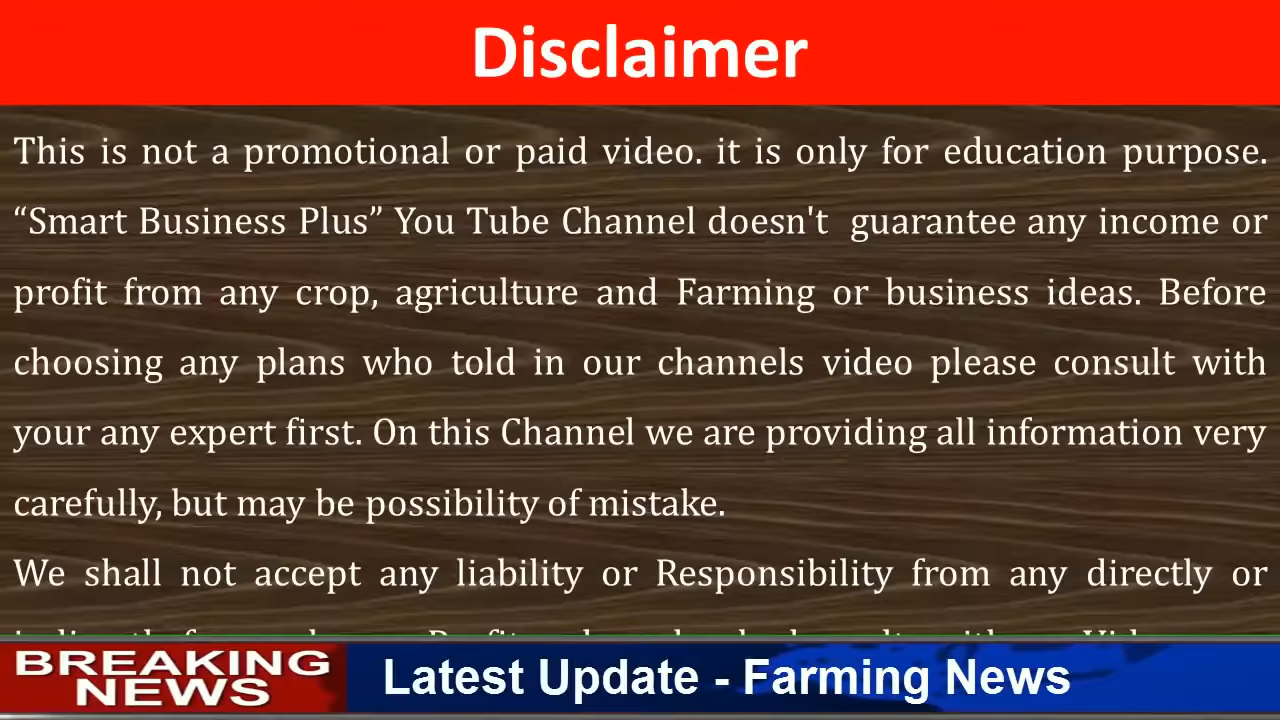 Disclaimer
This is not a promotional or paid video. it is only for education purpose.
“Smart Business Plus” You Tube Channel doesn't  guarantee any income or
profit from any crop, agriculture and Farming or business ideas. Before
choosing any plans who told in our channels video please consult with
your any expert first. On this Channel we are providing all information very
carefully, but may be possibility of mistake.
We shall not accept any liability or Responsibility from any directly or
BREAKING
NEWS
Latest Update - Farming News